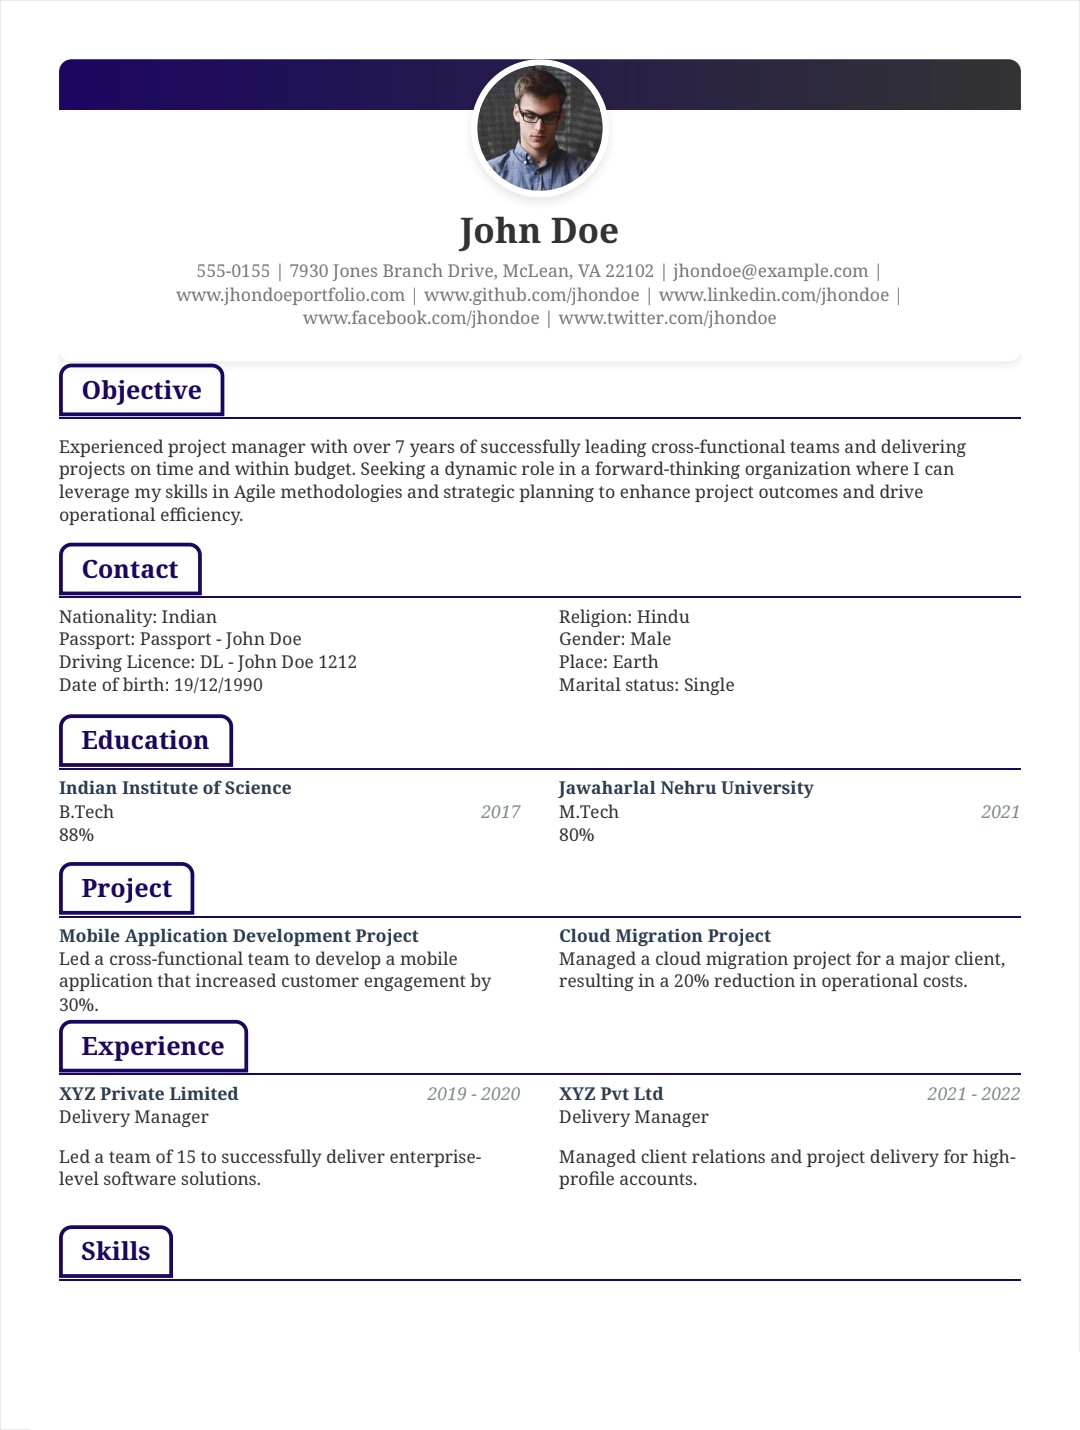 John Doe
555-0155 | 7930 Jones Branch Drive, McLean, VA 22102 | jhondoe@example.com |
www.jhondoeportfolio.com | www.github.com/jhondoe | www.linkedin.com/jhondoe |
www.facebook.com/jhondoe | www.twitter.com/jhondoe
Objective
Experienced project manager with over 7 years of successfully leading cross-functional teams and delivering
projects on time and within budget. Seeking a dynamic role in a forward-thinking organization where I can
leverage my skills in Agile methodologies and strategic planning to enhance project outcomes and drive
operational efficiency.
Contact
Nationality: Indian
Passport: Passport - John Doe
Driving Licence: DL - John Doe 1212
Date of birth: 19/12/1990
Religion: Hindu
Gender: Male
Place: Earth
Marital status: Single
Education
Indian Institute of Science
B.Tech 2017
88%
Jawaharlal Nehru University
M.Tech 2021
80%
Project
Mobile Application Development Project
Led a cross-functional team to develop a mobile
application that increased customer engagement by
30%.
Cloud Migration Project
Managed a cloud migration project for a major client,
resulting in a 20% reduction in operational costs.
Experience
XYZ Private Limited 2019 - 2020
Delivery Manager
Led a team of 15 to successfully deliver enterprise-
level software solutions.
XYZ Pvt Ltd 2021 - 2022
Delivery Manager
Managed client relations and project delivery for high-
profile accounts.
Skills